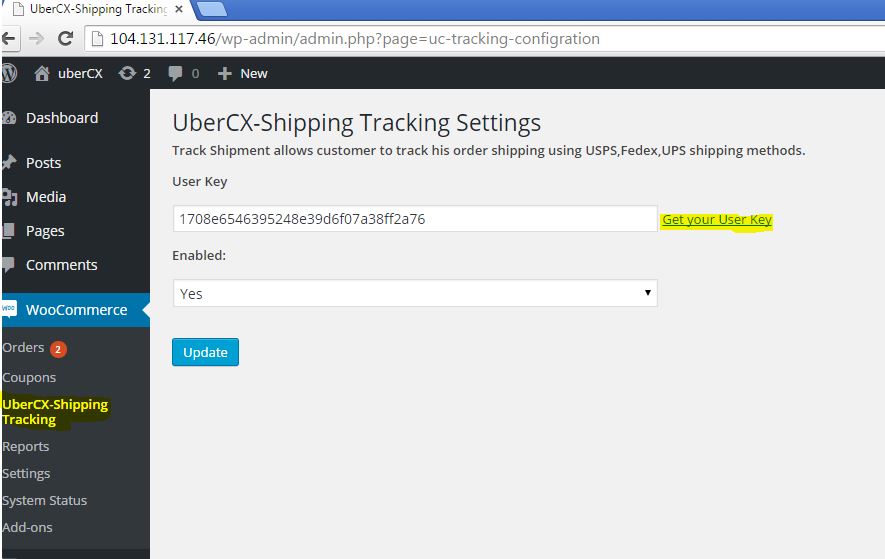 UberCX-Shipping Tracking
104.131.117.46/wp-admin/admin.php?page=uc-tracking-configration
uberCX 2 0 New
Dashboard
Posts
Media
Pages
Comments
WooCommerce
Orders 2
Coupons
UberCX-Shipping
Tracking
Reports
Settings
System Status
Add-ons
UberCX-Shipping Tracking Settings
Track Shipment allows customer to track his order shipping using USPS,Fedex,UPS shipping methods.
User Key
1708e6546395248e39d6f07a38ff2a76 Get your User Key
Enabled:
Yes
Update